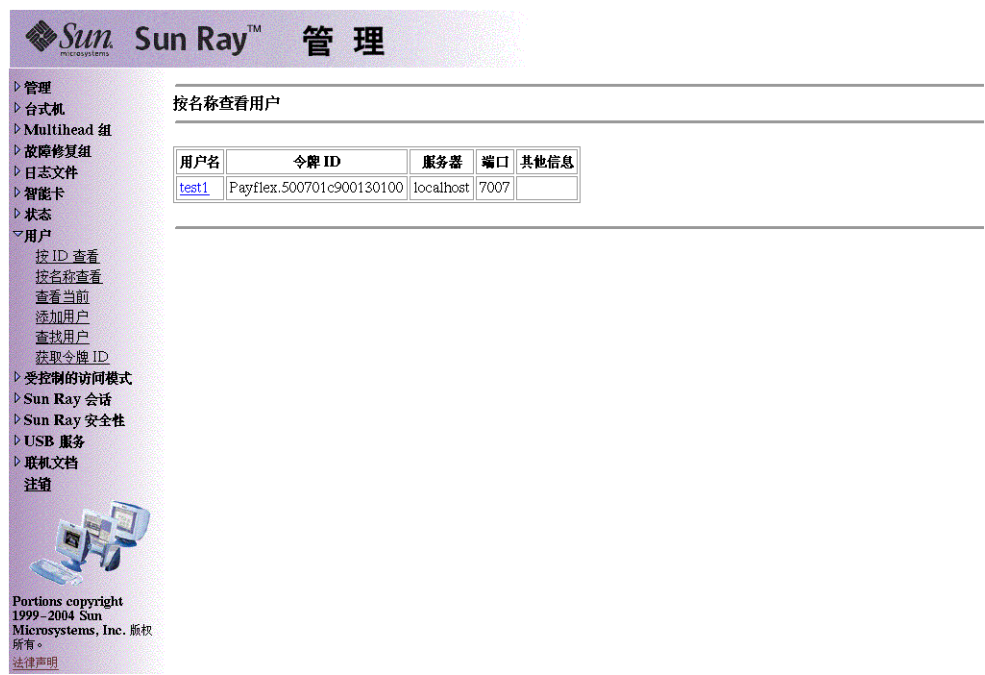 Sun microsystems Sun Ray™ 管 理
管理
台式机
Multihead 组
故障修复组
日志文件
智能卡
状态
用户
按 ID 查看
按名称查看
查看当前
添加用户
查找用户
获取令牌 ID
受控制的访问模式
Sun Ray 会话
Sun Ray 安全性
USB 服务
联机文档
注销
Portions copyright
1999-2004 Sun
Microsystems, Inc. 版权
所有。
法律声明
按名称查看用户
用户名 令牌 ID 服务器 端口 其他信息
test1 Payflex.500701c900130100 localhost 7007